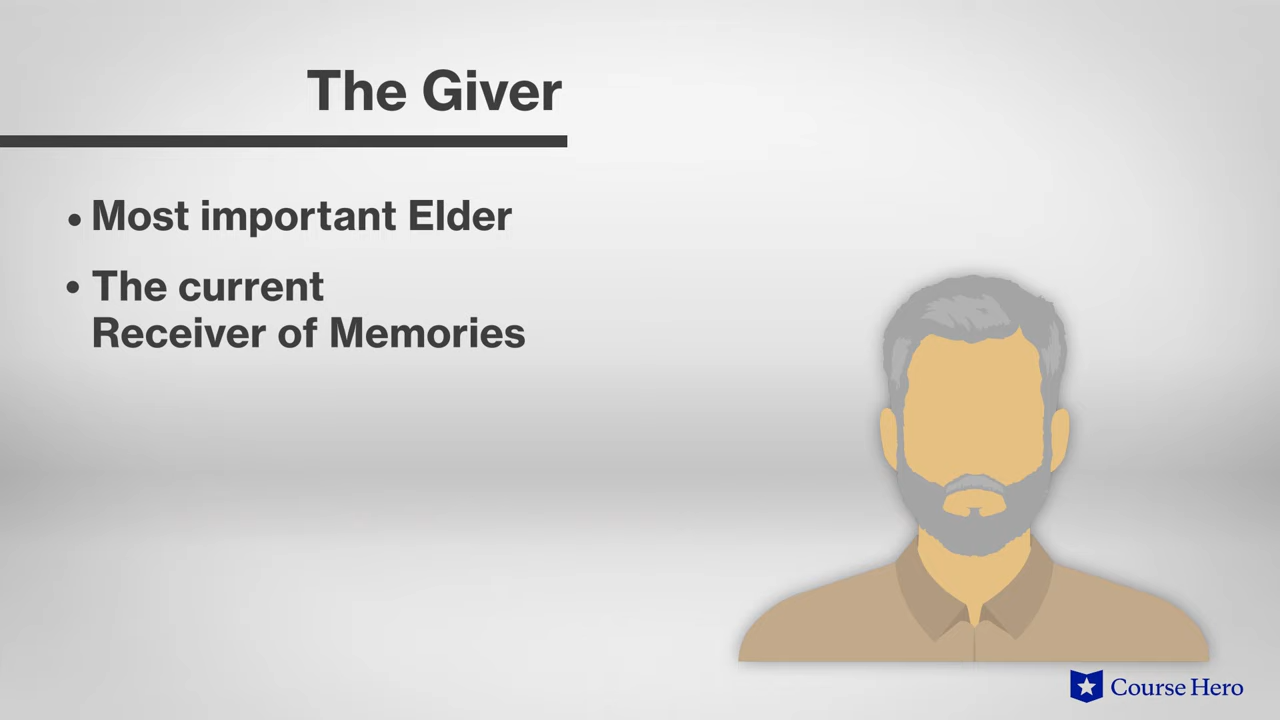 The Giver
• Most important Elder
• The current
Receiver of Memories
Course Hero